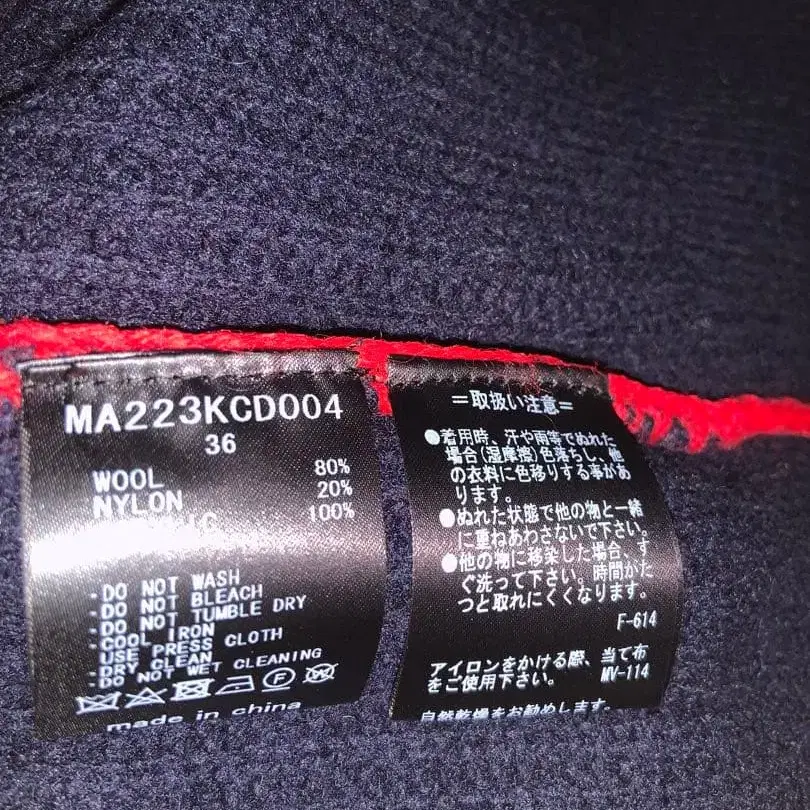 MA223KCD004
36
WOOL 80%
NYLON 20%
100%
-DO NOT WASH
-DO NOT BLEACH
-DO NOT TUMBLE DRY
-COOL IRON
USE PRESS CLOTH
-DRY CLEAN
-DO NOT WET CLEANING
made in china
=取扱い注意=
●着用時、汗や雨等でぬれた
場合(湿摩擦)色落ちし、他
の衣料に色移りする事があ
ります。
●ぬれた状態で他の物と一緒
に重ねあわさないで下さい。
●他の物に移染した場合、す
ぐ洗って下さい。時間がた
つと取れにくくなります。
F-614
アイロンをかける際、当て布
をご使用下さい。
MV-114
自然乾燥をお勧めします。